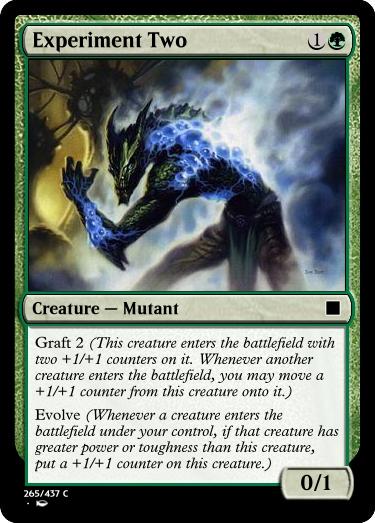 Experiment Two 1
Creature — Mutant
Graft 2 (This creature enters the battlefield with
two +1/+1 counters on it. Whenever another
creature enters the battlefield, you may move a
+1/+1 counter from this creature onto it.)
Evolve (Whenever a creature enters the
battlefield under your control, if that creature has
greater power or toughness than this creature,
put a +1/+1 counter on this creature.)
0/1
265/437 C